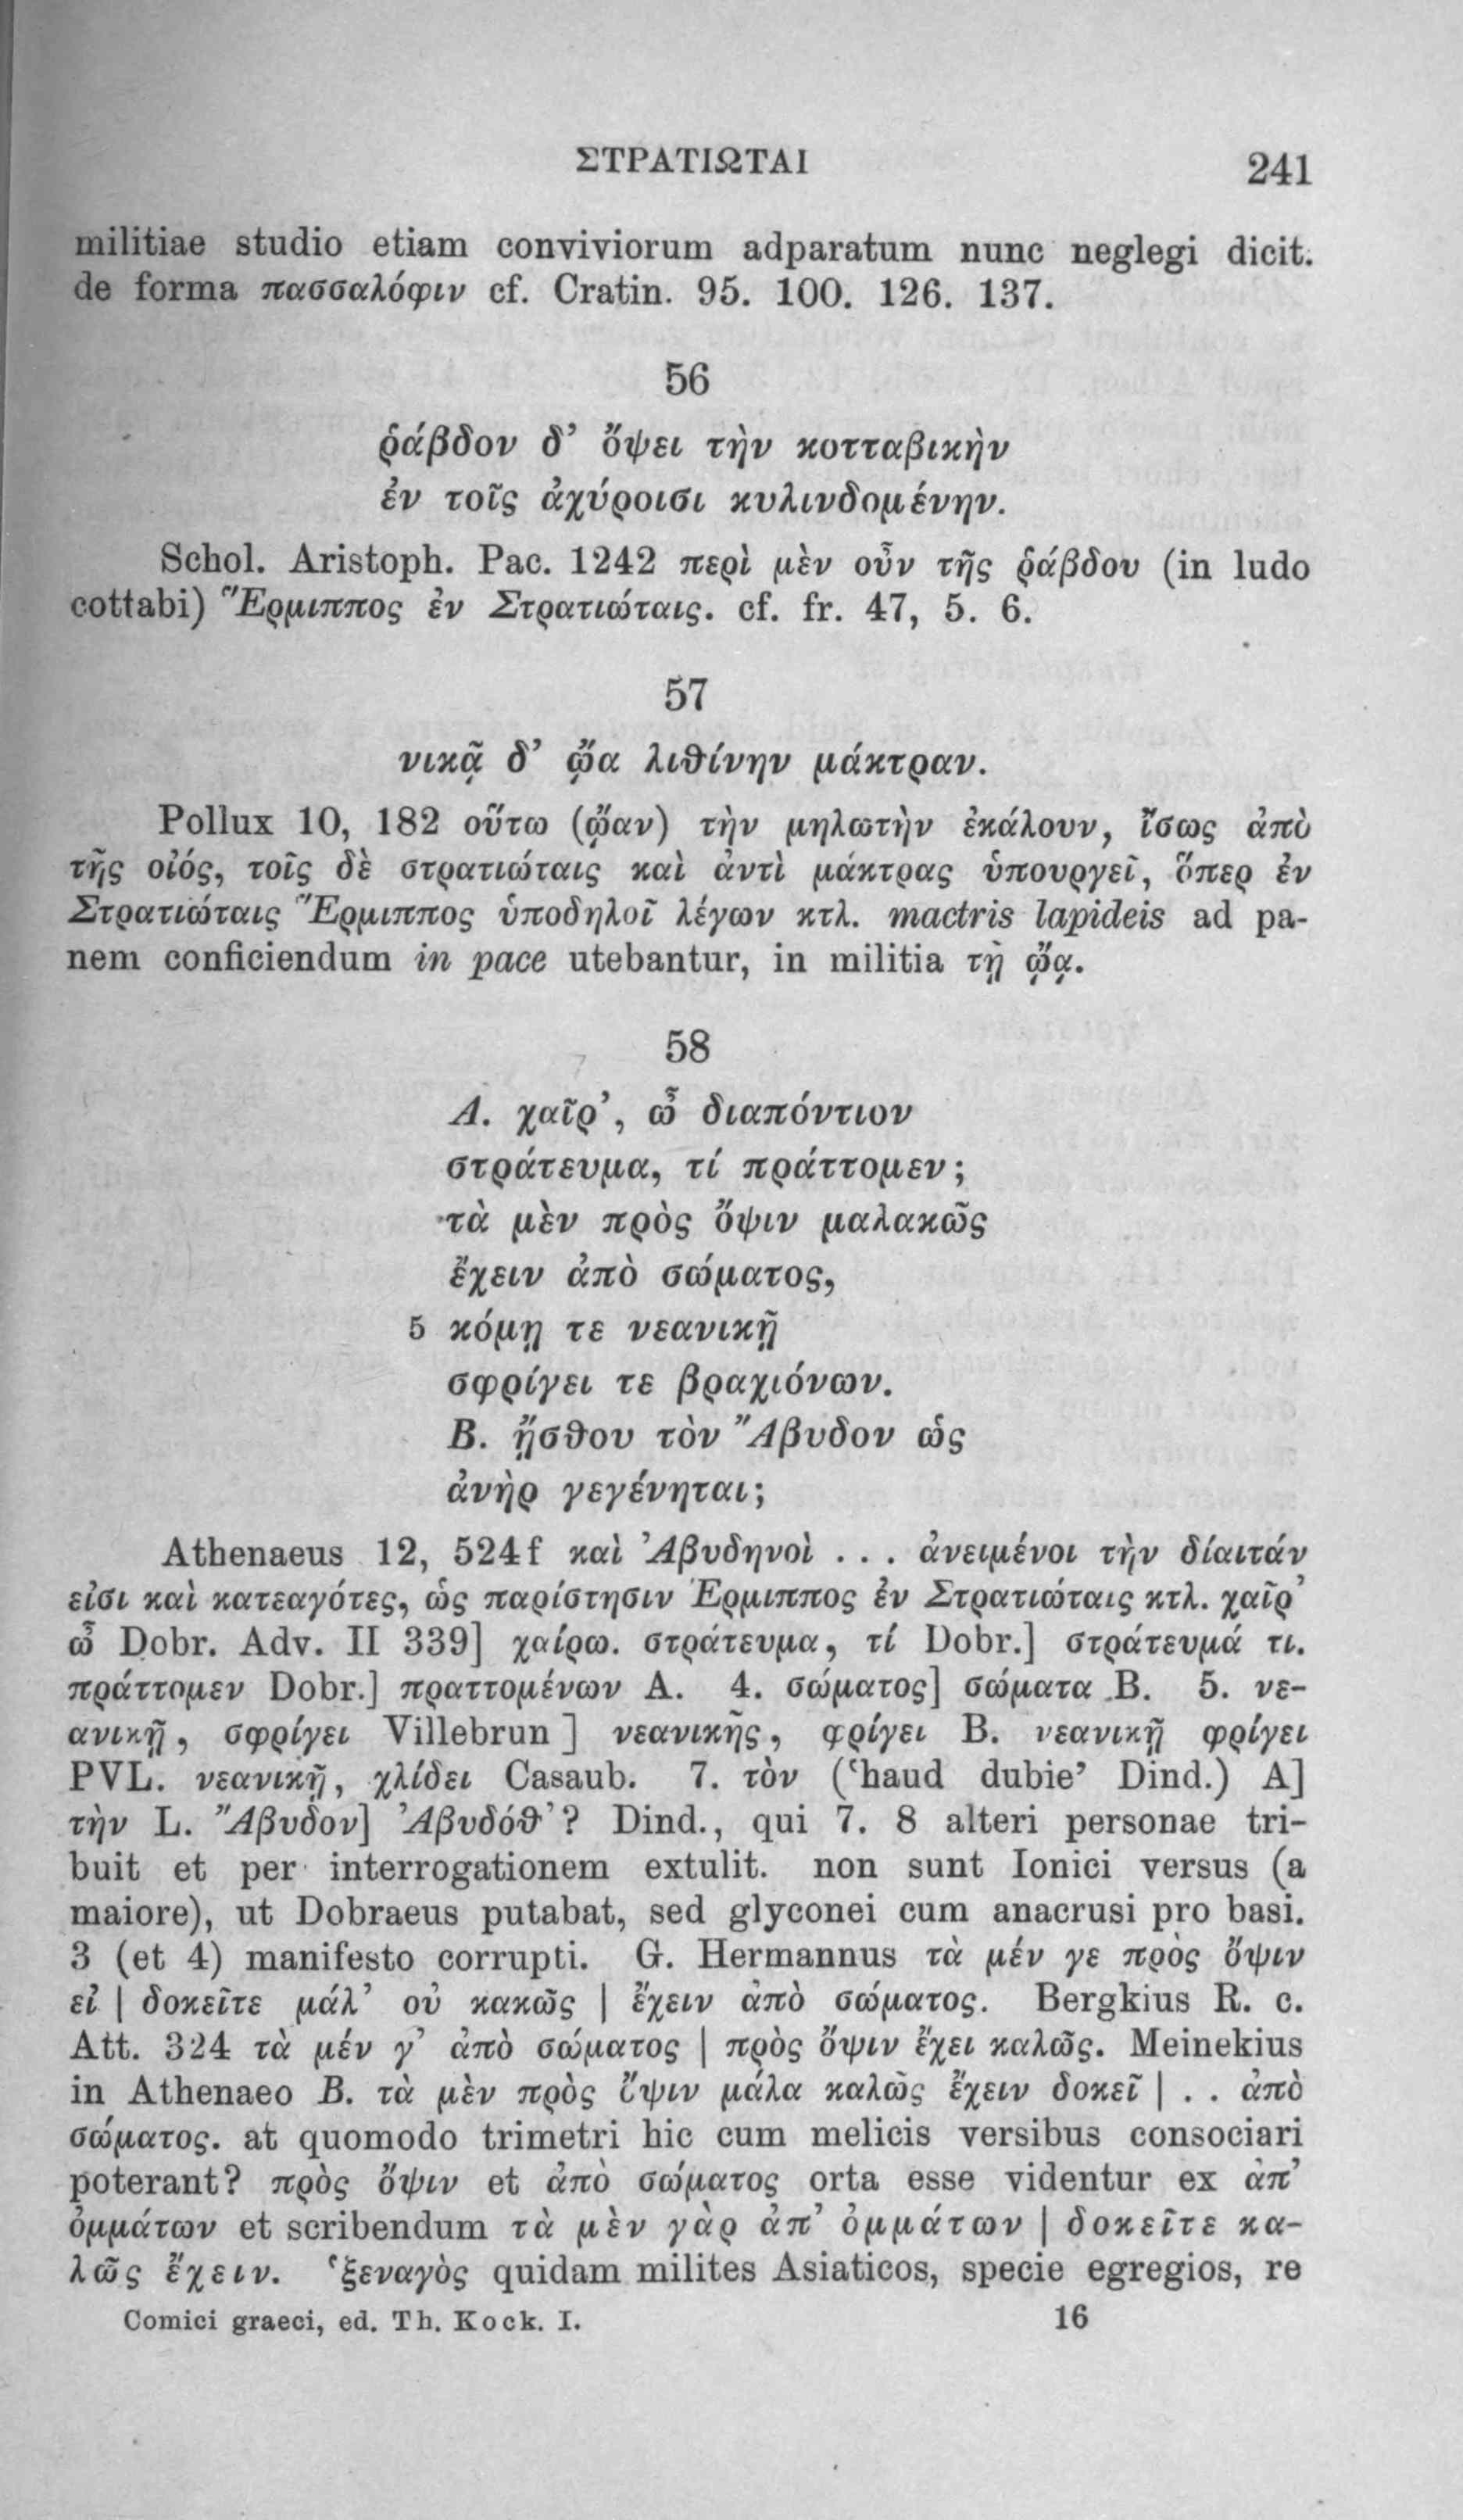 ΣΤΡΑΤΙΩΤΑΙ 241
militiae studio etiam conviviorum adparatum nunc neglegi dicit.
de forma πασσαλόφιν cf. Cratin. 95. 100. 126. 137.
56
ῥάβδον δ’ ὄψει τὴν κοτταβικὴν
ἐν τοῖς ἀχύροισι κυλινδομένην.
Schol. Aristoph. Pac. 1242 περὶ μὲν οὖν τῆς ῥάβδου (in ludo
cottabi) Ἕρμιππος ἐν Στρατιώταις. cf. fr. 47, 5. 6.
57
νικᾷ δ’ ᾤα λιθίνην μάκτραν.
Pollux 10, 182 οὕτω (ᾤαν) τὴν μηλωτὴν ἐκάλουν, ἴσως ἀπὸ
τῆς οἰός, τοῖς δὲ στρατιώταις καὶ ἀντὶ μάκτρας ὑπουργεῖ, ὅπερ ἐν
Στρατιώταις Ἕρμιππος ὑποδηλοῖ λέγων κτλ. mactris lapideis ad pa-
nem conficiendum in pace utebantur, in militia τῇ ᾤᾳ.
58
Α. χαῖρ’, ὦ διαπόντιον
στράτευμα, τί πράττομεν;
τὰ μὲν πρὸς ὄψιν μαλακῶς
ἔχειν ἀπὸ σώματος,
5 κόμῃ τε νεανικῇ
σφρίγει τε βραχιόνων.
Β. ᾔσθου τὸν Ἄβυδον ὡς
ἀνὴρ γεγένηται;
Athenaeus 12, 524f καὶ Ἀβυδηνοὶ . . . ἀνειμένοι τὴν δίαιτάν
εἰσι καὶ κατεαγότες, ὡς παρίστησιν Ἕρμιππος ἐν Στρατιώταις κτλ. χαῖρ’
ὦ Dobr. Adv. II 339] χαίρω. στράτευμα, τί Dobr.] στράτευμά τι.
πράττομεν Dobr.] πραττομένων A. 4. σώματος] σώματα B. 5. νε-
ανικῇ, σφρίγει Villebrun] νεανικῆς, φρίγει B. νεανικῇ φρίγει
PVL. νεανικῇ, χλίδει Casaub. 7. τὸν (‘haud dubie’ Dind.) A]
τὴν L. Ἄβυδον] Ἀβυδόθ’? Dind., qui 7. 8 alteri personae tri-
buit et per interrogationem extulit. non sunt Ionici versus (a
maiore), ut Dobraeus putabat, sed glyconei cum anacrusi pro basi.
3 (et 4) manifesto corrupti. G. Hermannus τὰ μέν γε πρὸς ὄψιν
εἰ | δοκεῖτε μάλ’ οὐ κακῶς | ἔχειν ἀπὸ σώματος. Bergkius R. c.
Att. 324 τὰ μέν γ’ ἀπὸ σώματος | πρὸς ὄψιν ἔχει καλῶς. Meinekius
in Athenaeo B. τὰ μὲν πρὸς ὄψιν μάλα καλῶς ἔχειν δοκεῖ | . . ἀπὸ
σώματος. at quomodo trimetri hic cum melicis versibus consociari
poterant? πρὸς ὄψιν et ἀπὸ σώματος orta esse videntur ex ἀπ’
ὀμμάτων et scribendum τὰ μὲν γὰρ ἀπ’ ὀμμάτων | δοκεῖτε κα-
λῶς ἔχειν. ‘ξεναγὸς quidam milites Asiaticos, specie egregios, re
Comici graeci, ed. Th. Kock. I. 16